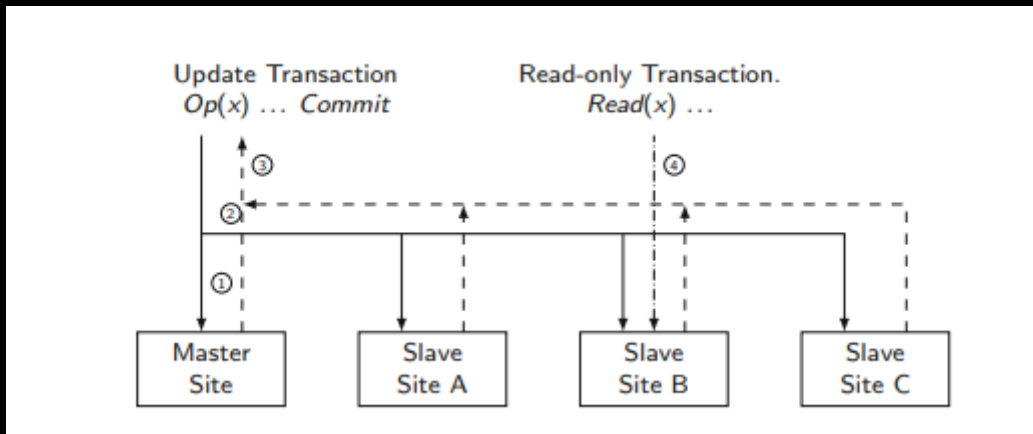 Update Transaction
Op(x) … Commit
Read-only Transaction.
Read(x) …
③
④
②
①
Master
Site
Slave
Site A
Slave
Site B
Slave
Site C